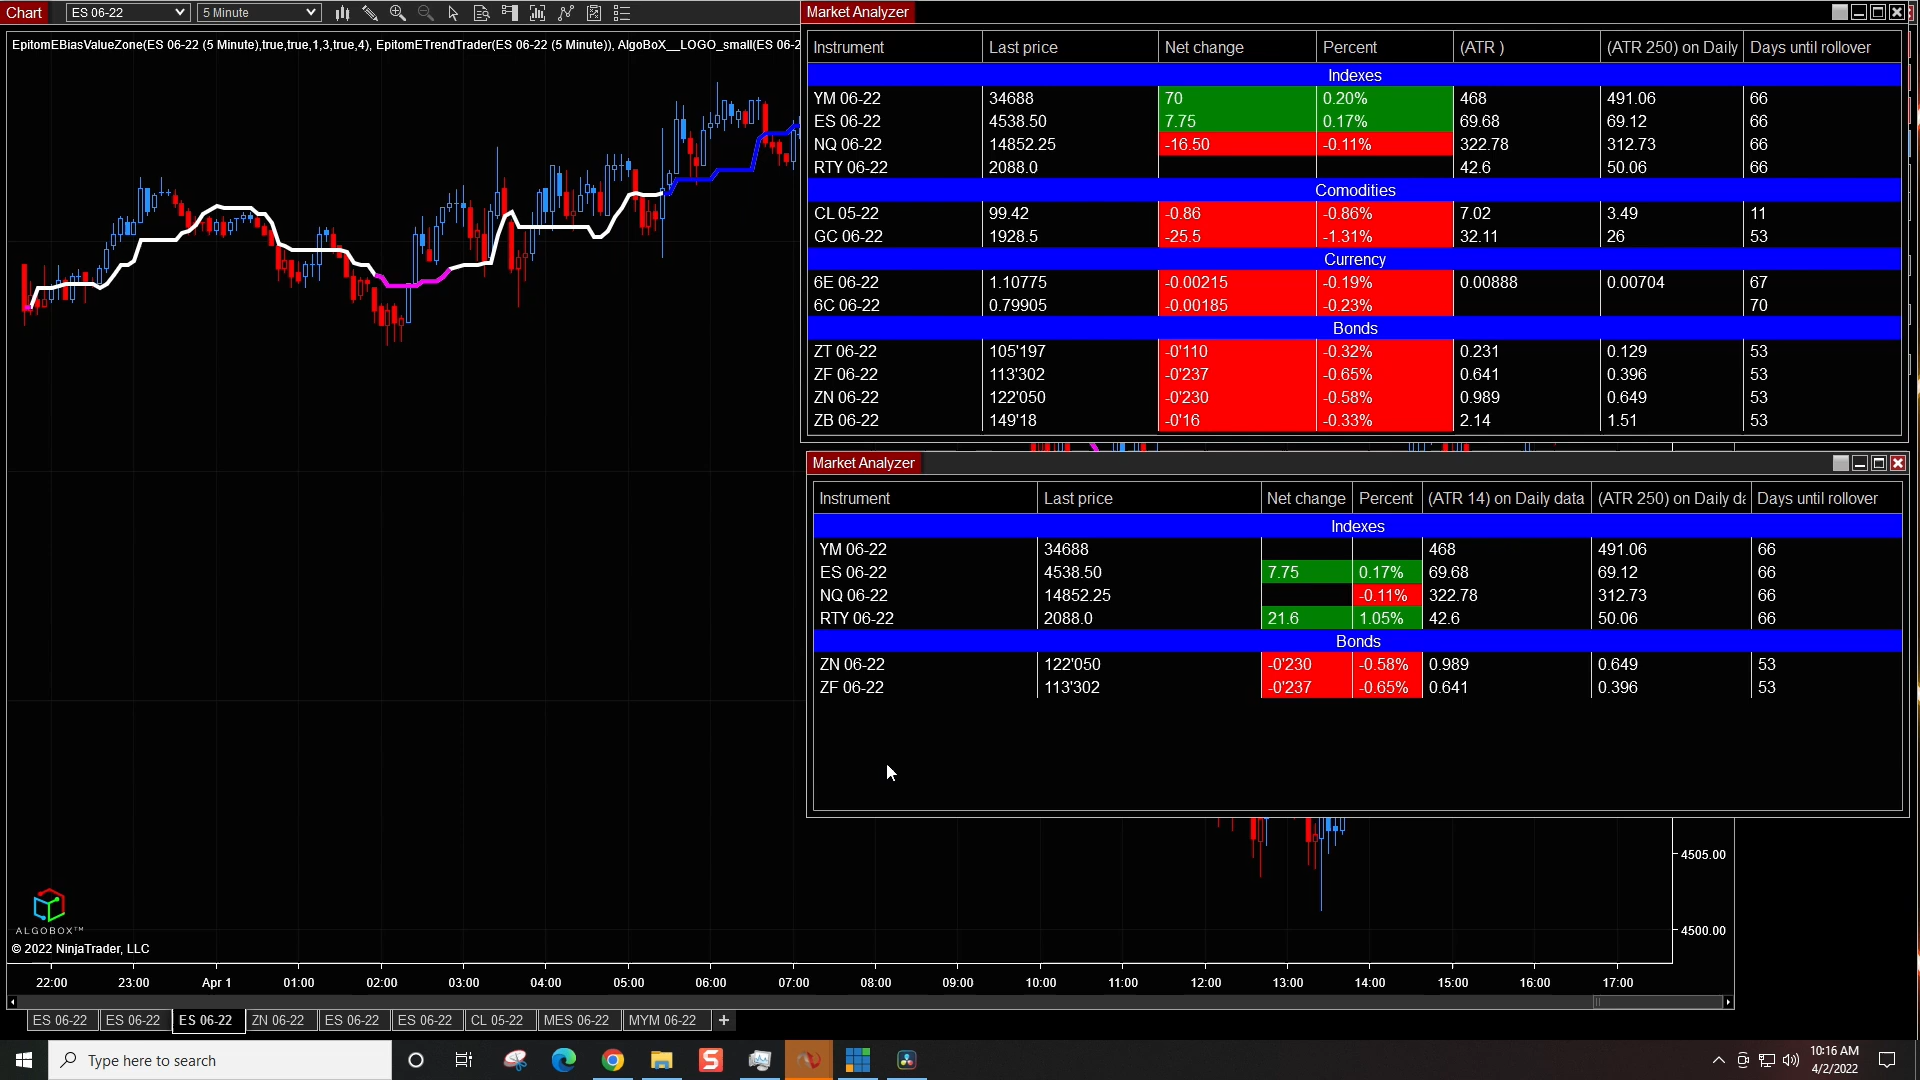 Chart ES 06-22 5 Minute
EpitomEBiasValueZone(ES 06-22 (5 Minute),true,true,1,3,true,4), EpitomETrendTrader(ES 06-22 (5 Minute)), AlgoBoX__LOGO_small(ES 06-2
Market Analyzer
Instrument Last price Net change Percent (ATR ) (ATR 250) on Daily Days until rollover
Indexes
YM 06-22 34688 70 0.20% 468 491.06 66
ES 06-22 4538.50 7.75 0.17% 69.68 69.12 66
NQ 06-22 14852.25 -16.50 -0.11% 322.78 312.73 66
RTY 06-22 2088.0 42.6 50.06 66
Comodities
CL 05-22 99.42 -0.86 -0.86% 7.02 3.49 11
GC 06-22 1928.5 -25.5 -1.31% 32.11 26 53
Currency
6E 06-22 1.10775 -0.00215 -0.19% 0.00888 0.00704 67
6C 06-22 0.79905 -0.00185 -0.23% 70
Bonds
ZT 06-22 105'197 -0'110 -0.32% 0.231 0.129 53
ZF 06-22 113'302 -0'237 -0.65% 0.641 0.396 53
ZN 06-22 122'050 -0'230 -0.58% 0.989 0.649 53
ZB 06-22 149'18 -0'16 -0.33% 2.14 1.51 53
Market Analyzer
Instrument Last price Net change Percent (ATR 14) on Daily data (ATR 250) on Daily da Days until rollover
Indexes
YM 06-22 34688 468 491.06 66
ES 06-22 4538.50 7.75 0.17% 69.68 69.12 66
NQ 06-22 14852.25 -0.11% 322.78 312.73 66
RTY 06-22 2088.0 21.6 1.05% 42.6 50.06 66
Bonds
ZN 06-22 122'050 -0'230 -0.58% 0.989 0.649 53
ZF 06-22 113'302 -0'237 -0.65% 0.641 0.396 53
4505.00
4500.00
ALGOBOX™
© 2022 NinjaTrader, LLC
22:00 23:00 Apr 1 01:00 02:00 03:00 04:00 05:00 06:00 07:00 08:00 09:00 10:00 11:00 12:00 13:00 14:00 15:00 16:00 17:00
ES 06-22 ES 06-22 ES 06-22 ZN 06-22 ES 06-22 ES 06-22 CL 05-22 MES 06-22 MYM 06-22 +
Type here to search
10:16 AM
4/2/2022